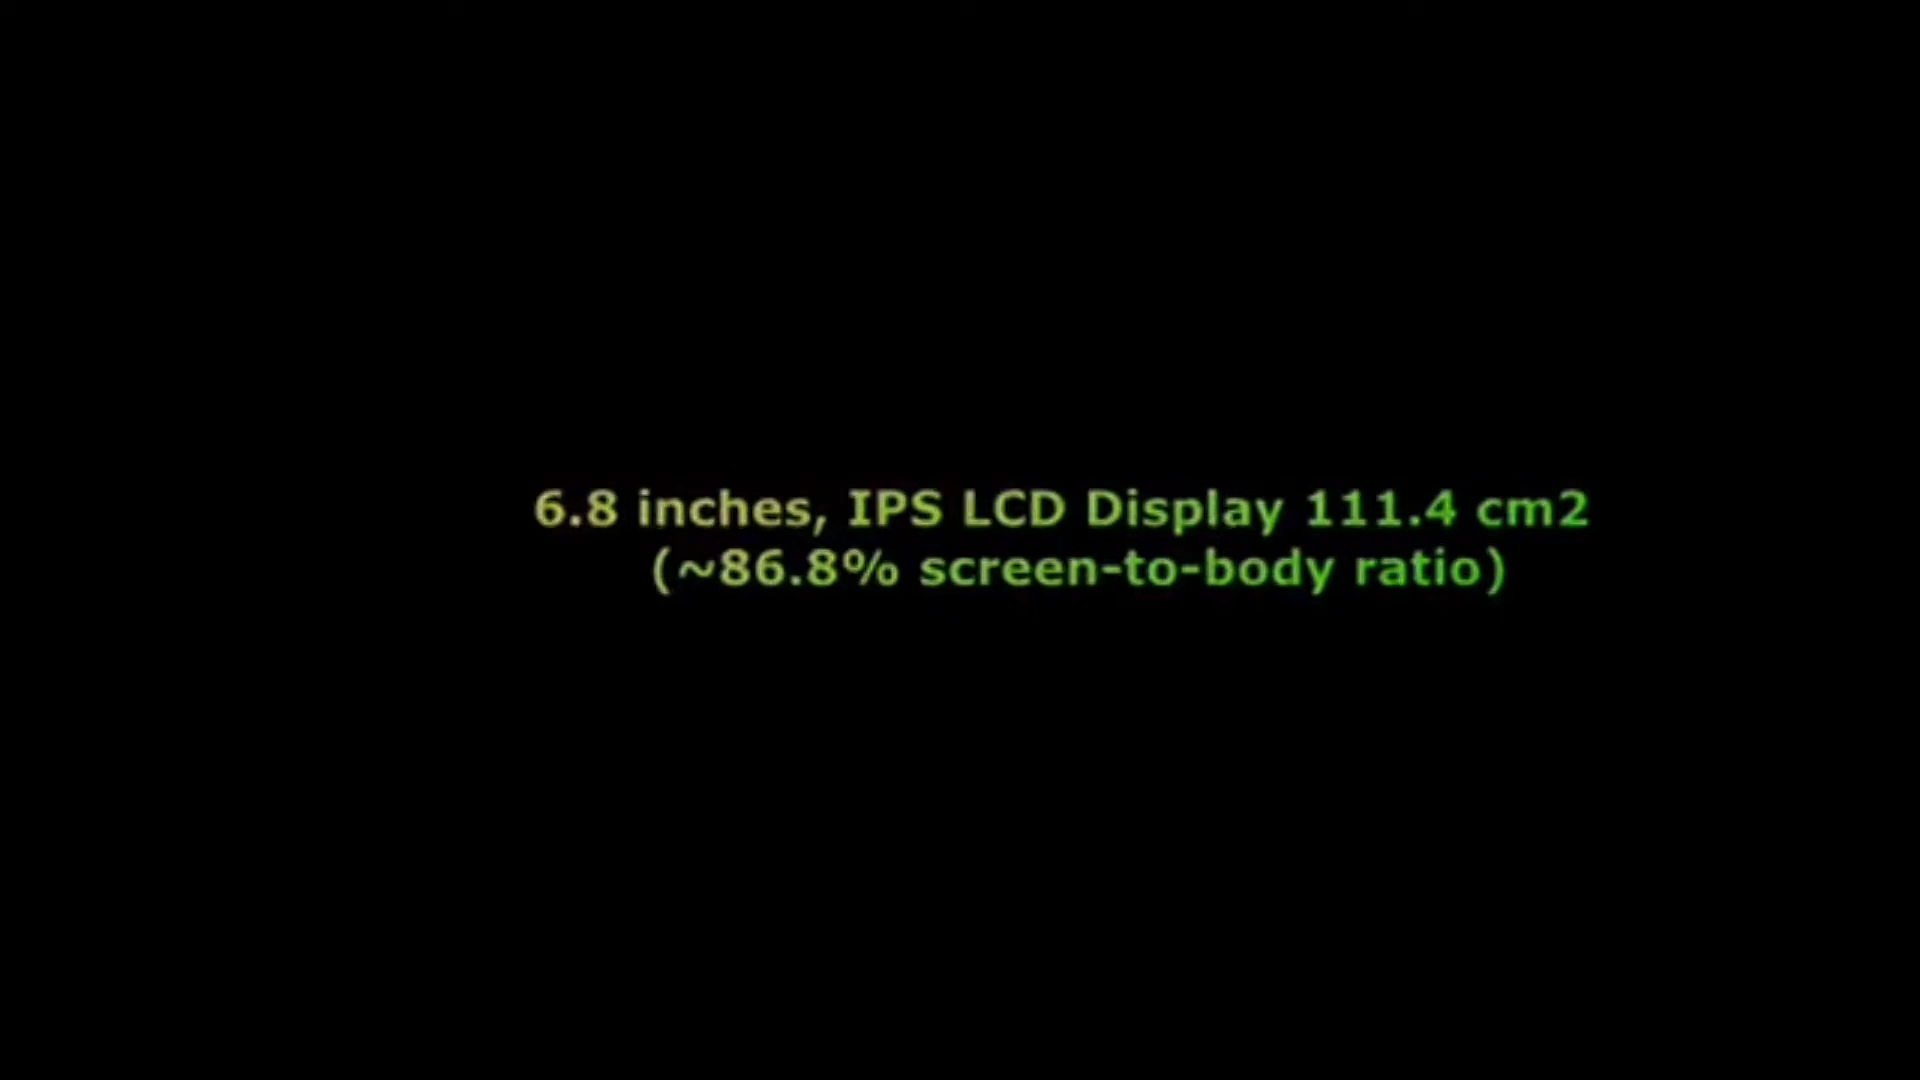 6.8 inches, IPS LCD Display 111.4 cm2
(~86.8% screen-to-body ratio)